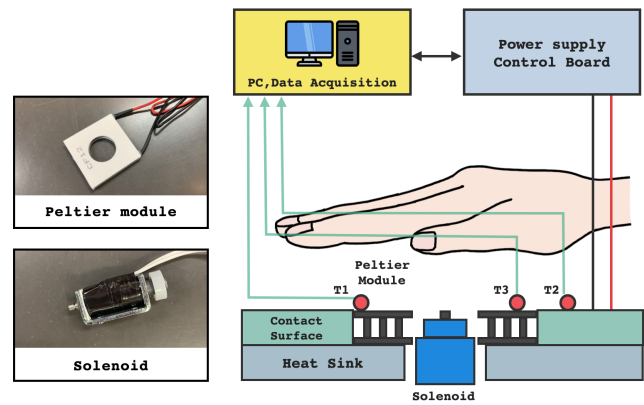 PC,Data Acquisition
Power supply
Control Board
CP12
Peltier module
Solenoid
Peltier
Module
T1
T3
T2
Contact
Surface
Heat Sink
Solenoid